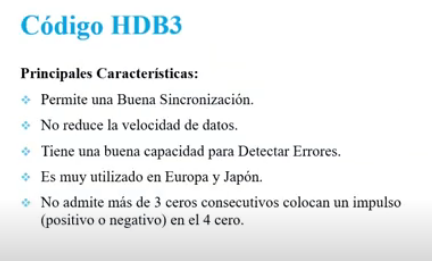 Código HDB3
Principales Características:
Permite una Buena Sincronización.
No reduce la velocidad de datos.
Tiene una buena capacidad para Detectar Errores.
Es muy utilizado en Europa y Japón.
No admite más de 3 ceros consecutivos colocan un impulso
(positivo o negativo) en el 4 cero.